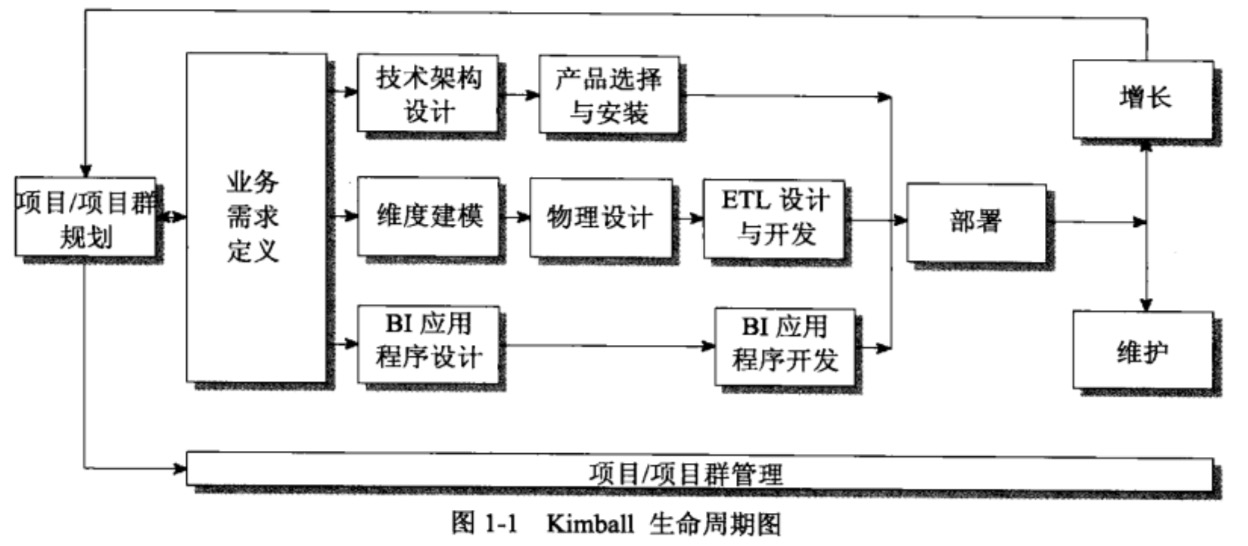 技术架构
设计
产品选择
与安装
增长
项目/项目群
规划
业务
需求
定义
维度建模
物理设计
ETL 设计
与开发
部署
BI 应用
程序设计
BI 应用
程序开发
维护
项目/项目群管理
图 1-1 Kimball 生命周期图